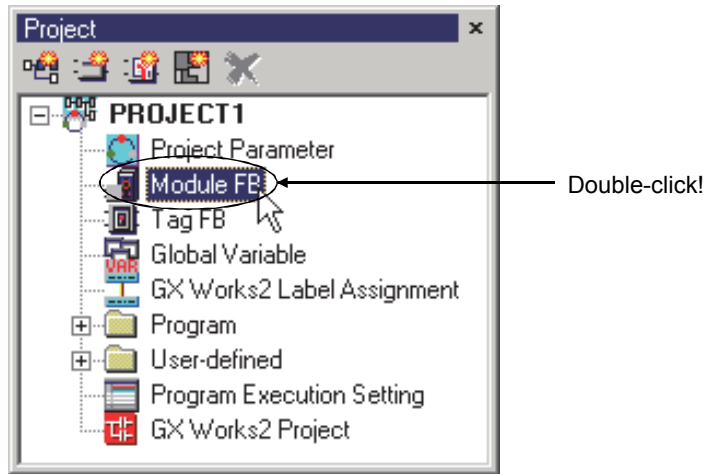 Project
PROJECT1
Project Parameter
Module FB
Double-click!
Tag FB
Global Variable
VAR
GX Works2 Label Assignment
Program
User-defined
Program Execution Setting
GX Works2 Project